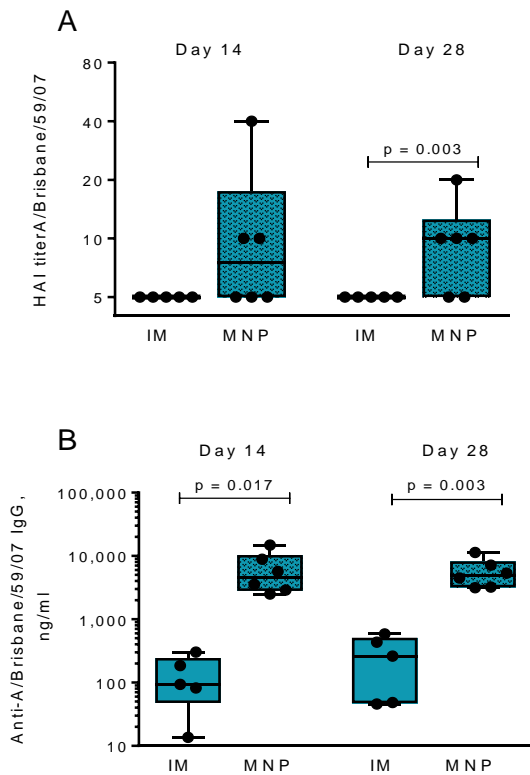 A
Day 14
Day 28
HAI titerA/Brisbane/59/07
80
40
20
10
5
p = 0.003
IM
MNP
IM
MNP
B
Day 14
Day 28
p = 0.017
p = 0.003
Anti-A/Brisbane/59/07 IgG,
ng/ml
100,000
10,000
1,000
100
10
IM
MNP
IM
MNP